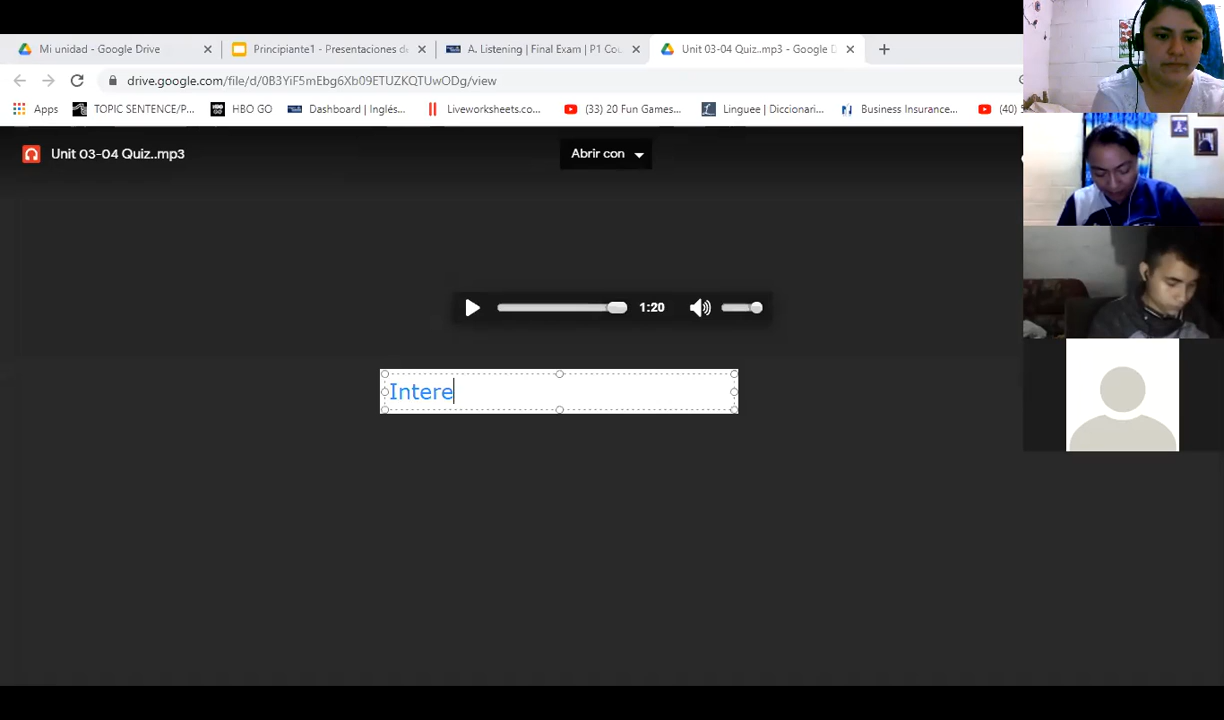 Mi unidad - Google Drive
Principiante1 - Presentaciones de
A. Listening | Final Exam | P1 Cou
Unit 03-04 Quiz..mp3 - Google D
drive.google.com/file/d/0B3YiF5mEbg6Xb09ETUZKQTUwODg/view
Apps
TOPIC SENTENCE/P...
HBO GO
Dashboard | Inglés...
Liveworksheets.co...
(33) 20 Fun Games...
Linguee | Diccionari...
Business Insurance...
(40) 5
Unit 03-04 Quiz..mp3
Abrir con
1:20
Intere